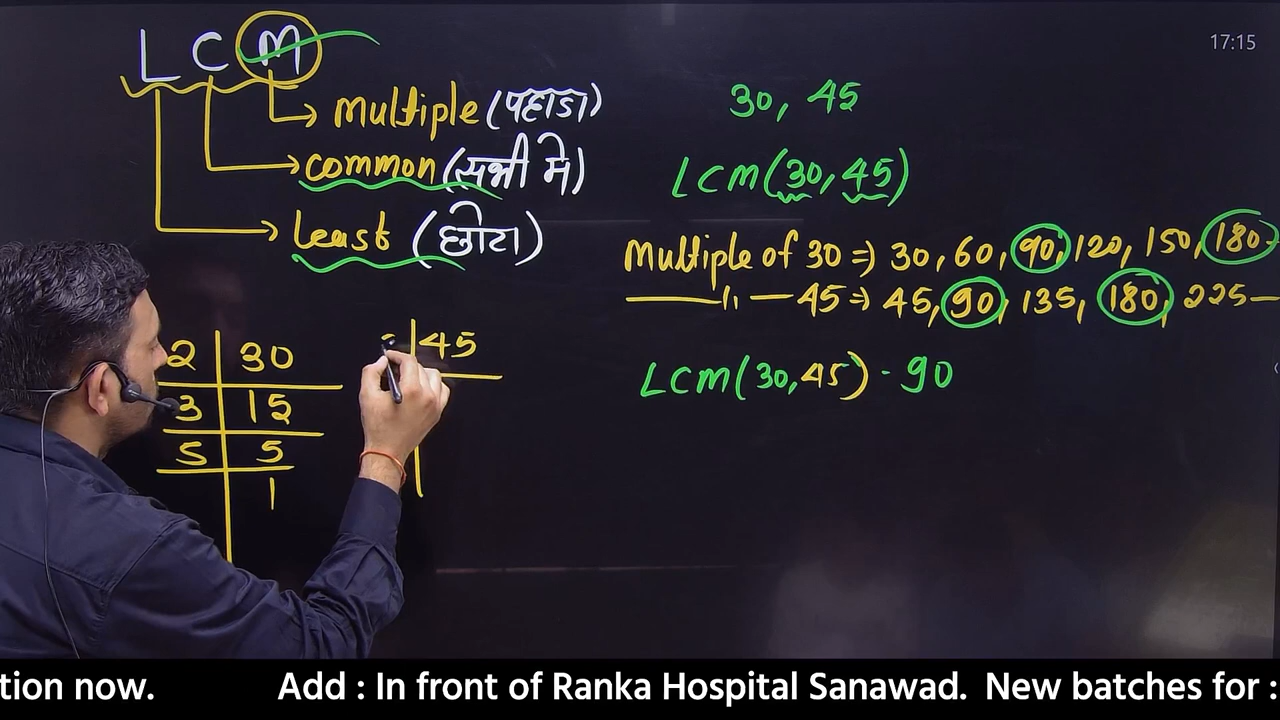 17:15
L C M
multiple (पहाडा)
common (सभी मे)
Least (छोटा)
30, 45
LCM(30, 45)
Multiple of 30 => 30, 60, 90, 120, 150, 180-
——— 11 — 45 => 45, 90, 135, 180, 225 —
LCM(30, 45) - 90
2 | 30
3 | 15
5 | 5
1
45
tion now. Add : In front of Ranka Hospital Sanawad. New batches for :